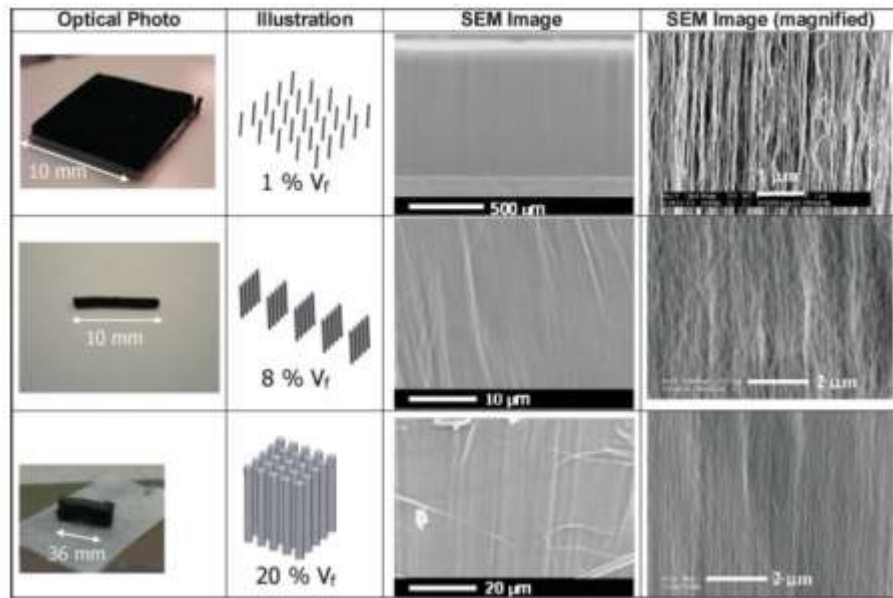 Optical Photo Illustration SEM Image SEM Image (magnified)
10 mm
1 % Vf
500 µm
1 µm
10 mm
8 % Vf
10 µm
2 µm
36 mm
20 % Vf
20 µm
2 µm